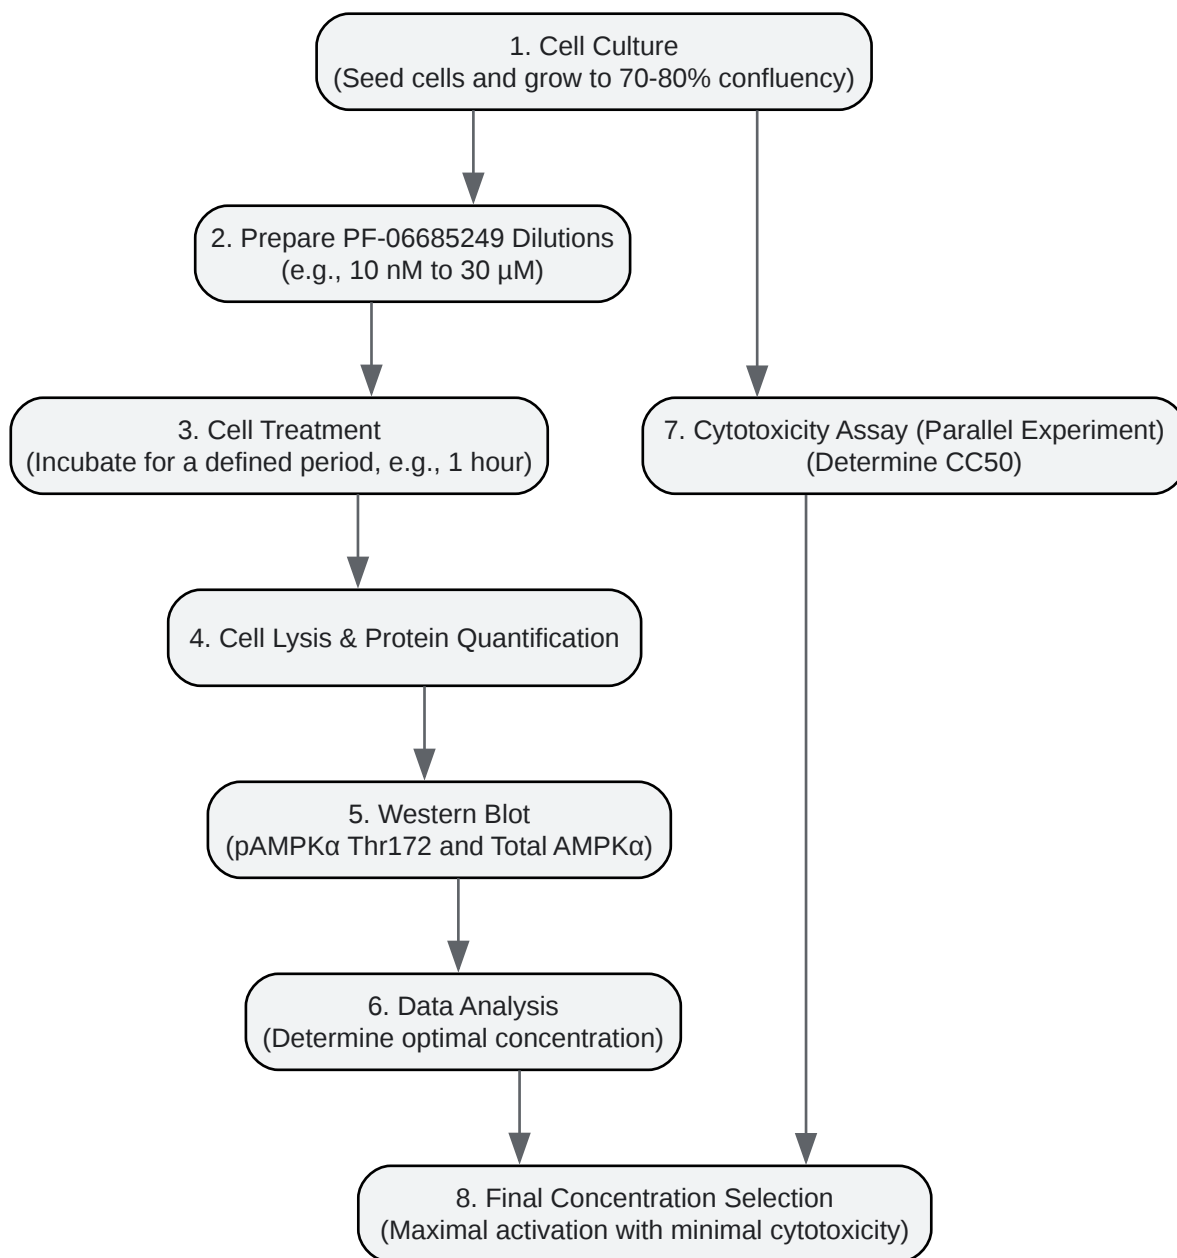 1. Cell Culture
(Seed cells and grow to 70-80% confluency)
2. Prepare PF-06685249 Dilutions
(e.g., 10 nM to 30 µM)
3. Cell Treatment
(Incubate for a defined period, e.g., 1 hour)
7. Cytotoxicity Assay (Parallel Experiment)
(Determine CC50)
4. Cell Lysis & Protein Quantification
5. Western Blot
(pAMPKα Thr172 and Total AMPKα)
6. Data Analysis
(Determine optimal concentration)
8. Final Concentration Selection
(Maximal activation with minimal cytotoxicity)